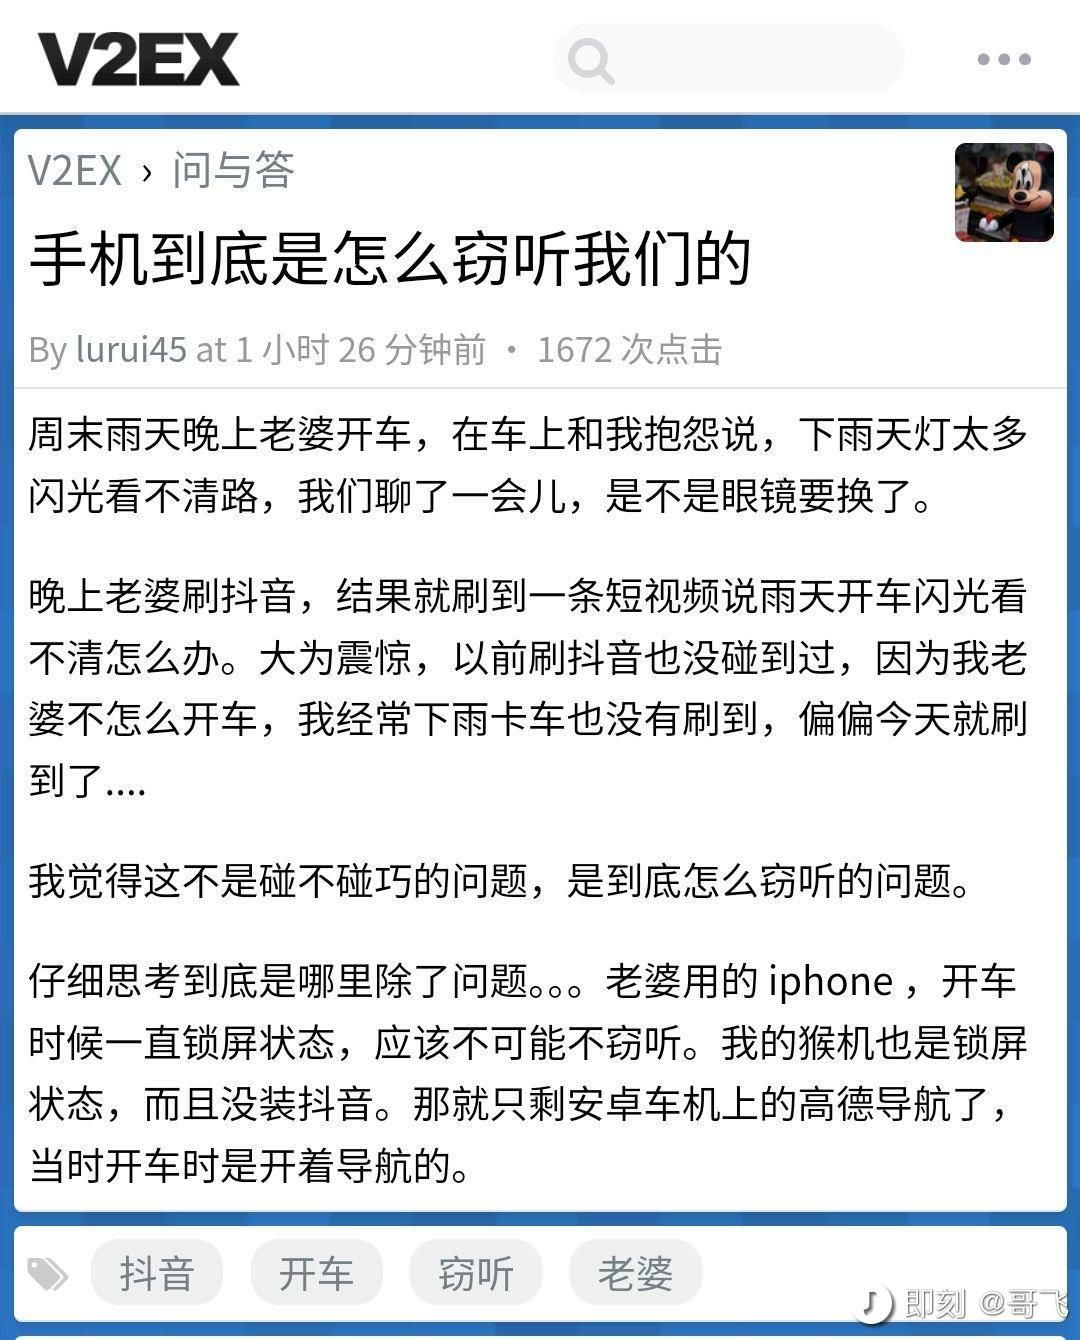 V2EX
V2EX › 问与答
手机到底是怎么窃听我们的
By lurui45 at 1 小时 26 分钟前 · 1672 次点击
周末雨天晚上老婆开车，在车上和我抱怨说，下雨天灯太多
闪光看不清路，我们聊了一会儿，是不是眼镜要换了。
晚上老婆刷抖音，结果就刷到一条短视频说雨天开车闪光看
不清怎么办。大为震惊，以前刷抖音也没碰到过，因为我老
婆不怎么开车，我经常下雨卡车也没有刷到，偏偏今天就刷
到了....
我觉得这不是碰不碰巧的问题，是到底怎么窃听的问题。
仔细思考到底是哪里除了问题。。。老婆用的 iphone ，开车
时候一直锁屏状态，应该不可能不窃听。我的猴机也是锁屏
状态，而且没装抖音。那就只剩安卓车机上的高德导航了，
当时开车时是开着导航的。
抖音 开车 窃听 老婆
即刻 @哥飞